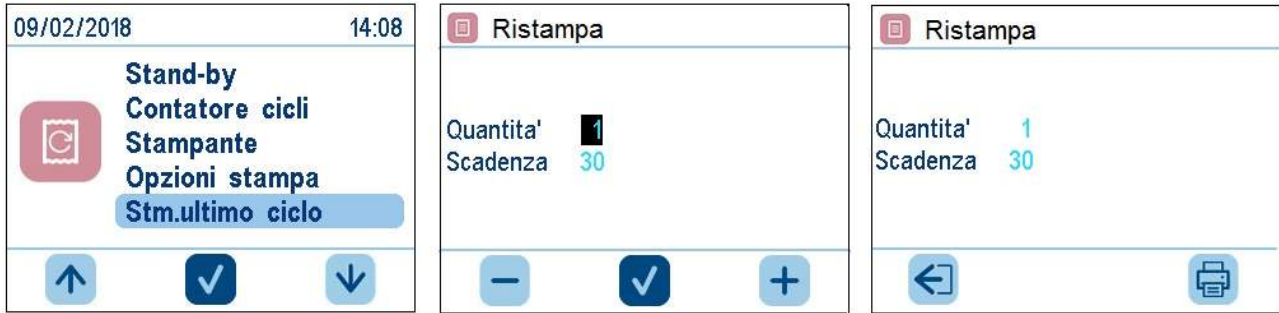 09/02/2018 14:08
Stand-by
Contatore cicli
Stampante
Opzioni stampa
Stm.ultimo ciclo
Ristampa
Quantita' 1
Scadenza 30
Ristampa
Quantita' 1
Scadenza 30